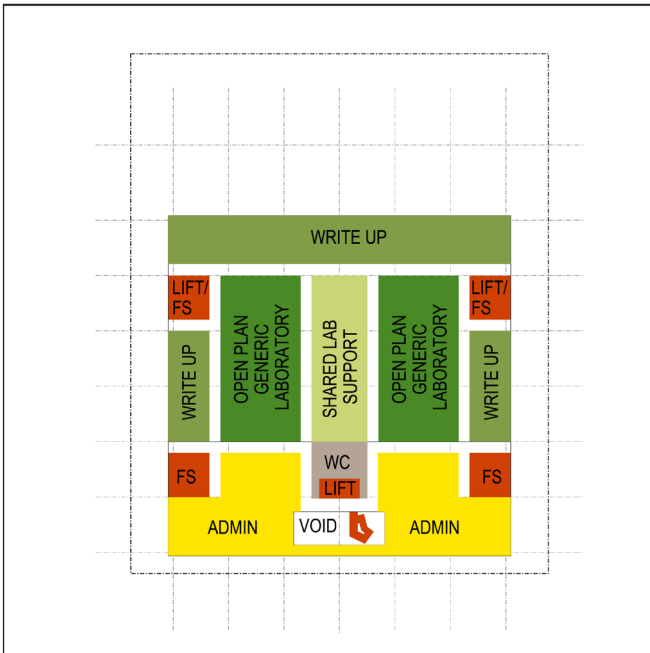 WRITE UP
LIFT/
FS
LIFT/
FS
WRITE UP
OPEN PLAN
GENERIC
LABORATORY
SHARED LAB
SUPPORT
OPEN PLAN
GENERIC
LABORATORY
WRITE UP
FS
WC
LIFT
FS
ADMIN
VOID
ADMIN